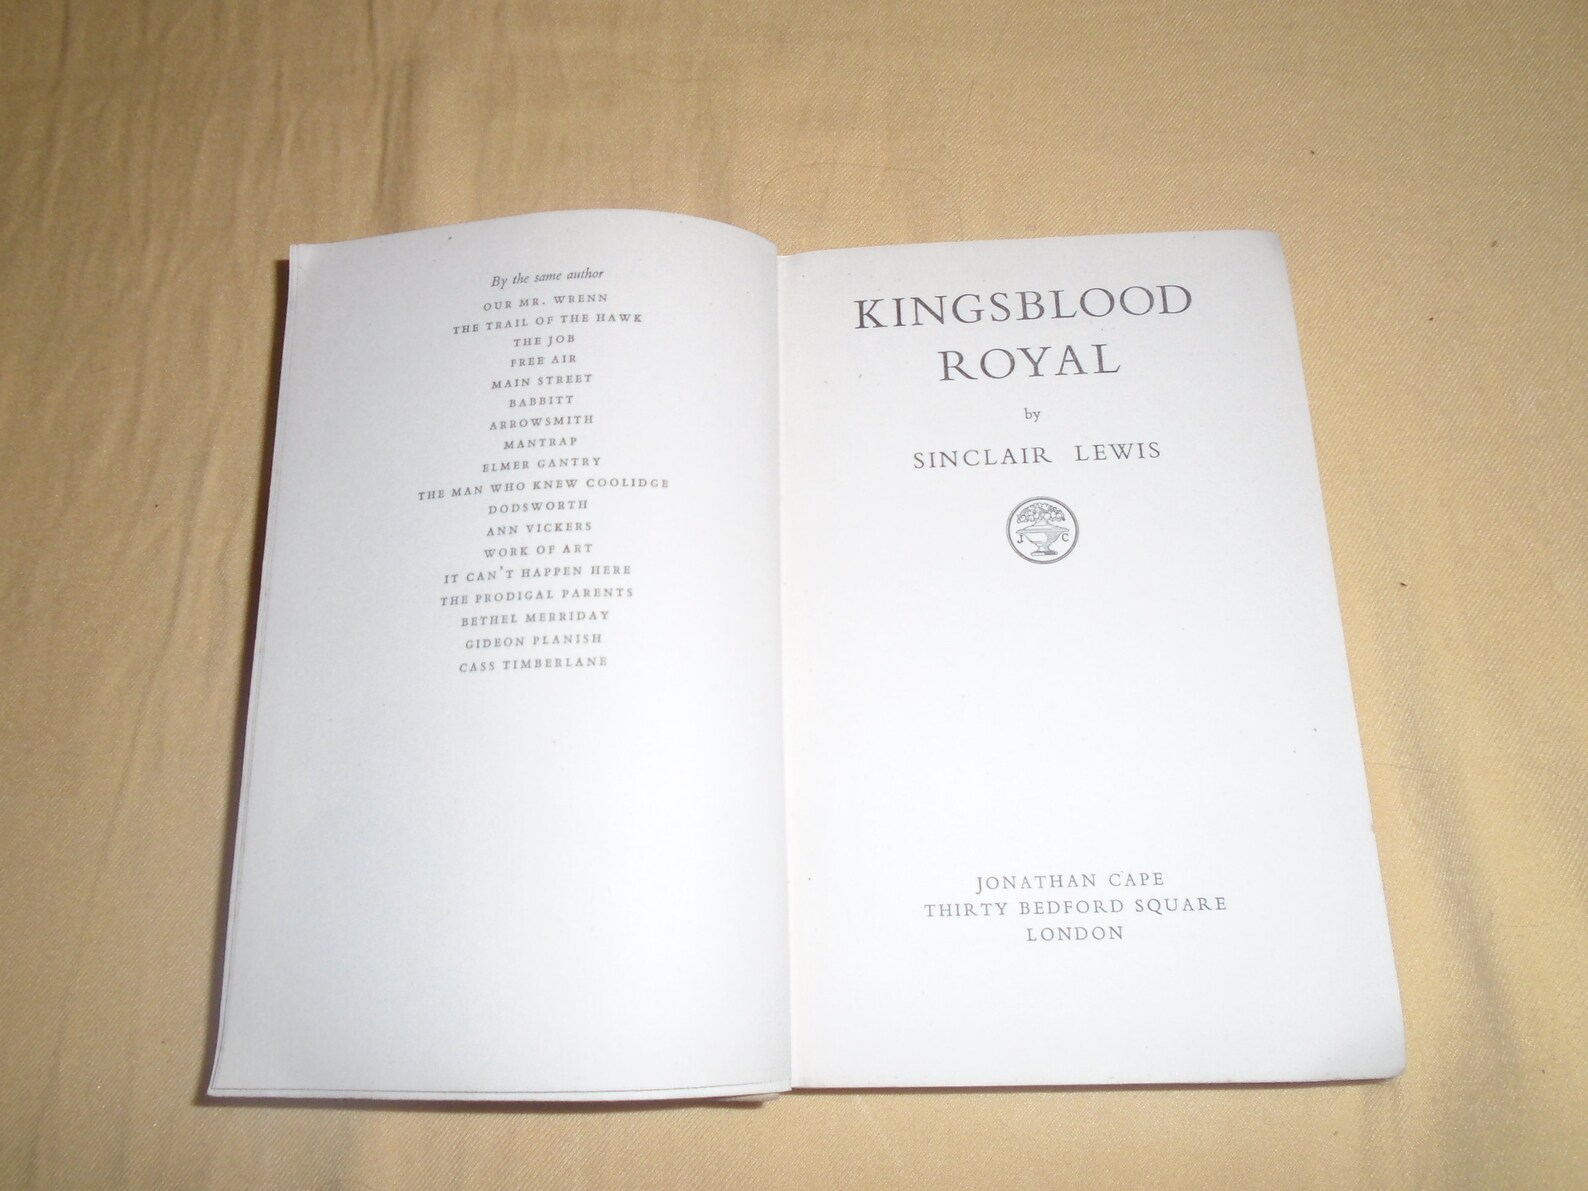 By the same author
OUR MR. WRENN
THE TRAIL OF THE HAWK
THE JOB
FREE AIR
MAIN STREET
BABBITT
ARROWSMITH
MANTRAP
ELMER GANTRY
THE MAN WHO KNEW COOLIDGE
DODSWORTH
ANN VICKERS
WORK OF ART
IT CAN'T HAPPEN HERE
THE PRODIGAL PARENTS
BETHEL MERRIDAY
GIDEON PLANISH
CASS TIMBERLANE
KINGSBLOOD
ROYAL
by
SINCLAIR LEWIS
J C
JONATHAN CAPE
THIRTY BEDFORD SQUARE
LONDON